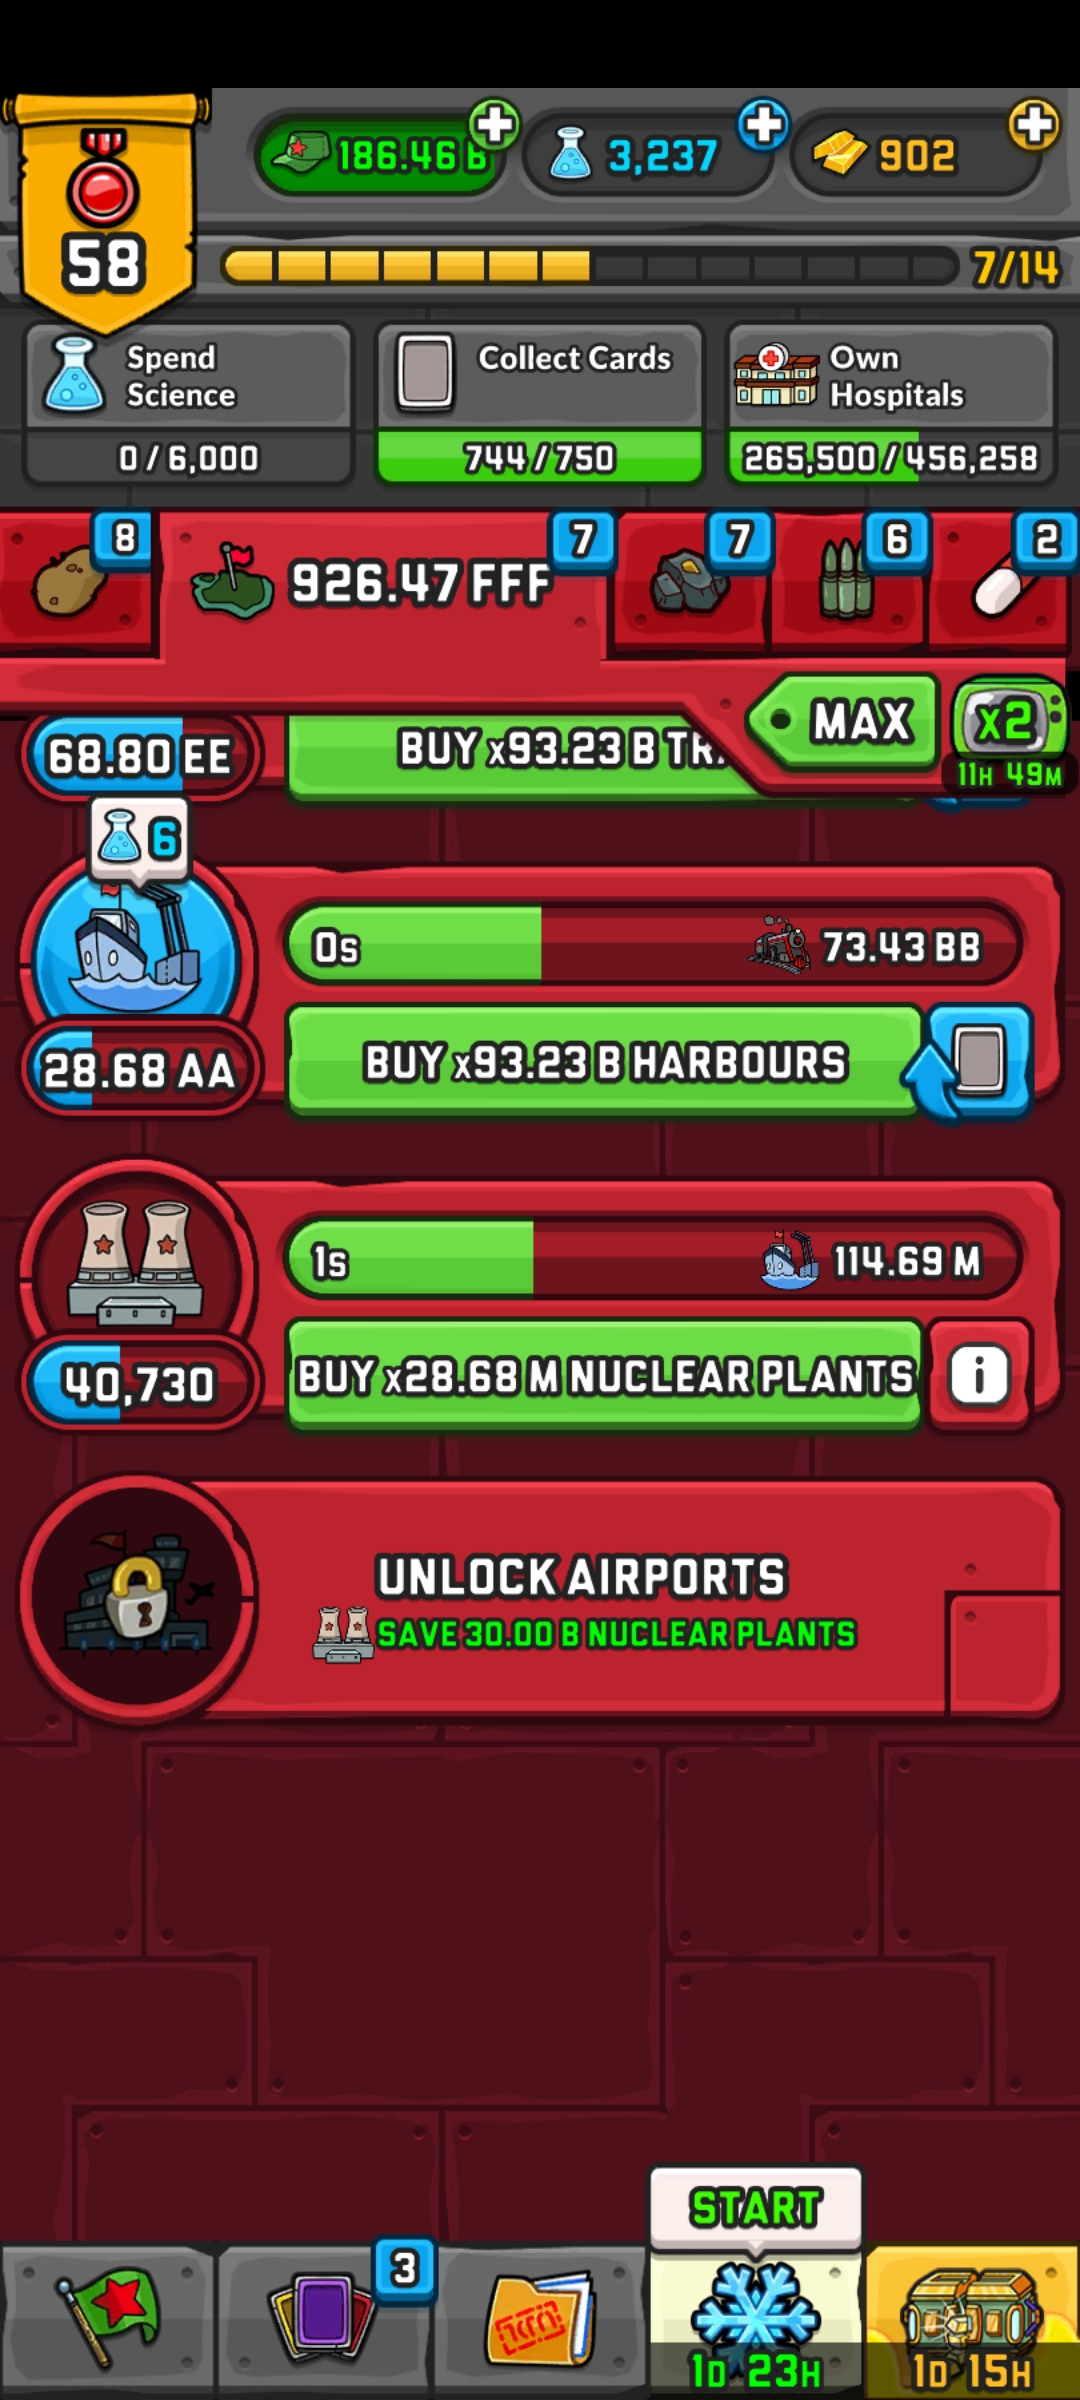 58
186.46 B
3,237
902
7/14
Spend
Science
0 / 6,000
Collect Cards
744 / 750
Own
Hospitals
265,500 / 456,258
8
926.47 FFF
7
7
6
2
MAX
x2
11H 49M
68.80 EE
BUY x93.23 B
6
0s
73.43 BB
28.68 AA
BUY x93.23 B HARBOURS
1s
114.69 M
40,730
BUY x28.68 M NUCLEAR PLANTS
i
UNLOCK AIRPORTS
SAVE 30.00 B NUCLEAR PLANTS
START
3
1D 23H
1D 15H